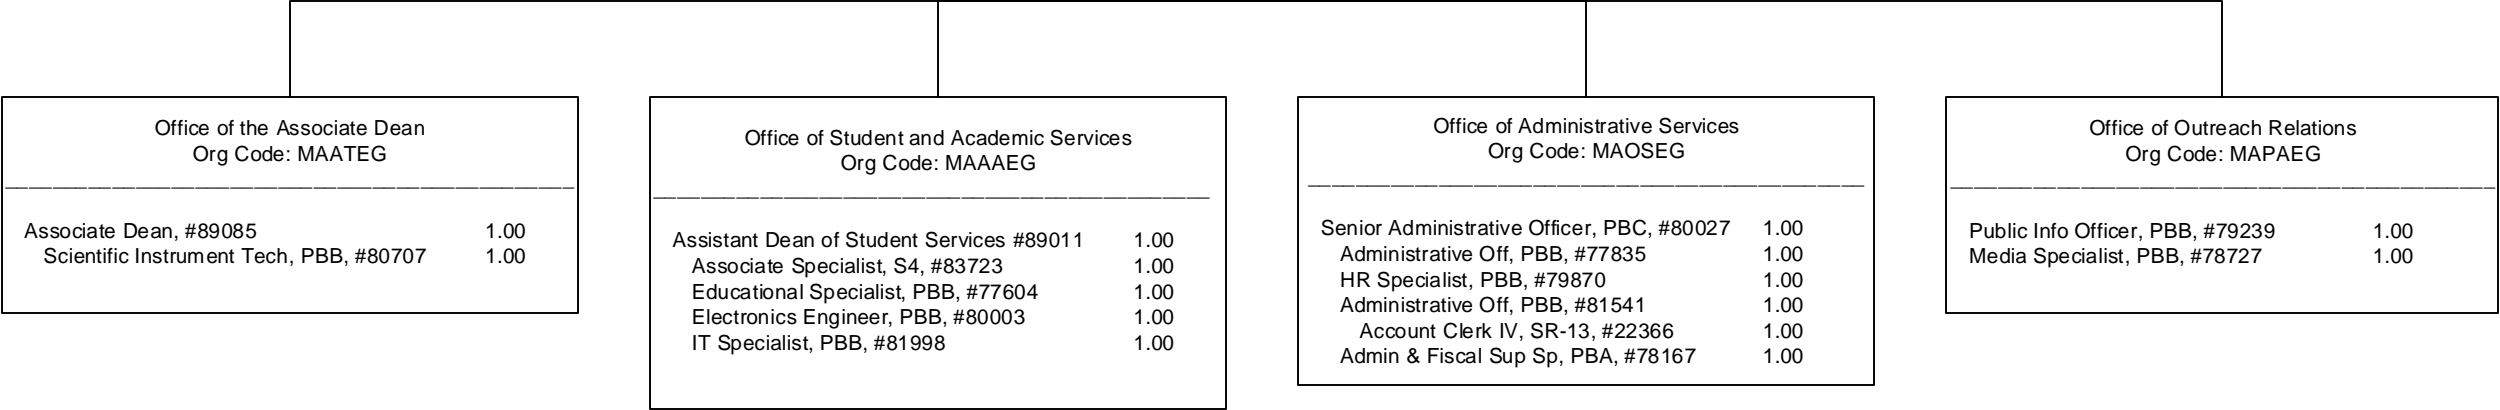 Office of the Associate Dean
Org Code: MAATEG
Associate Dean, #89085 1.00
Scientific Instrument Tech, PBB, #80707 1.00
Office of Student and Academic Services
Org Code: MAAAEG
Assistant Dean of Student Services #89011 1.00
Associate Specialist, S4, #83723 1.00
Educational Specialist, PBB, #77604 1.00
Electronics Engineer, PBB, #80003 1.00
IT Specialist, PBB, #81998 1.00
Office of Administrative Services
Org Code: MAOSEG
Senior Administrative Officer, PBC, #80027 1.00
Administrative Off, PBB, #77835 1.00
HR Specialist, PBB, #79870 1.00
Administrative Off, PBB, #81541 1.00
Account Clerk IV, SR-13, #22366 1.00
Admin & Fiscal Sup Sp, PBA, #78167 1.00
Office of Outreach Relations
Org Code: MAPAEG
Public Info Officer, PBB, #79239 1.00
Media Specialist, PBB, #78727 1.00